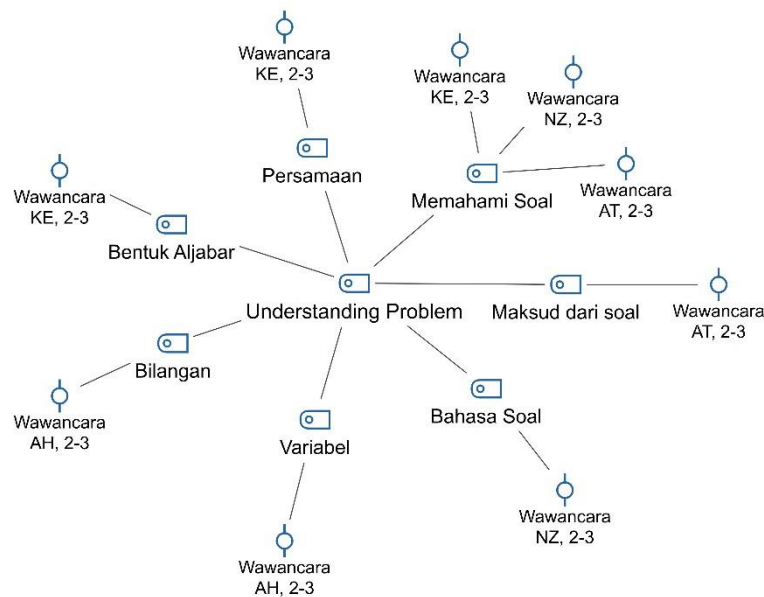 Wawancara
KE, 2-3
Wawancara
KE, 2-3
Wawancara
NZ, 2-3
Persamaan
Memahami Soal
Wawancara
AT, 2-3
Wawancara
KE, 2-3
Bentuk Aljabar
Understanding Problem
Maksud dari soal
Wawancara
AT, 2-3
Bilangan
Wawancara
AH, 2-3
Variabel
Bahasa Soal
Wawancara
NZ, 2-3
Wawancara
AH, 2-3